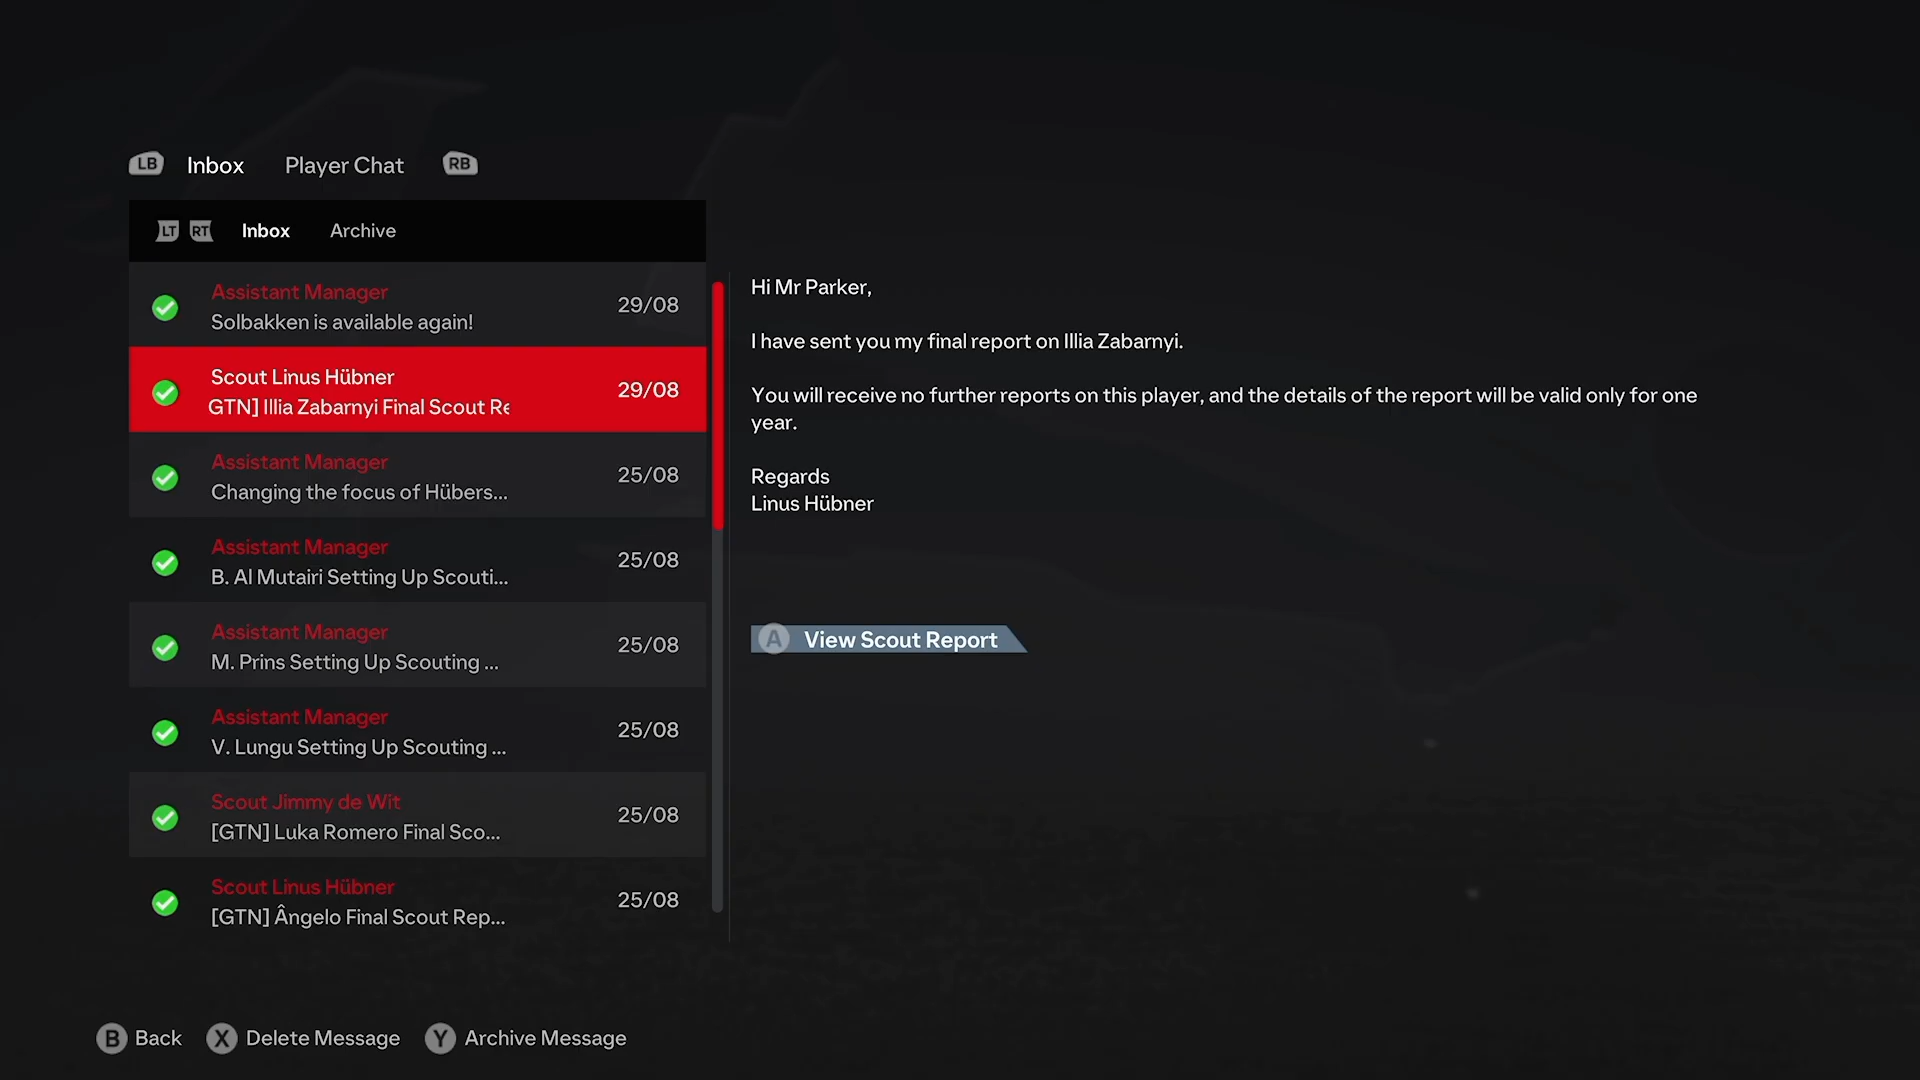 LB Inbox Player Chat RB
LT RT Inbox Archive
Assistant Manager
Solbakken is available again!
29/08
Scout Linus Hübner
GTN] Illia Zabarnyi Final Scout Re
29/08
Assistant Manager
Changing the focus of Hübers...
25/08
Assistant Manager
B. Al Mutairi Setting Up Scouti...
25/08
Assistant Manager
M. Prins Setting Up Scouting ...
25/08
Assistant Manager
V. Lungu Setting Up Scouting ...
25/08
Scout Jimmy de Wit
[GTN] Luka Romero Final Sco...
25/08
Scout Linus Hübner
[GTN] Ângelo Final Scout Rep...
25/08
Hi Mr Parker,
I have sent you my final report on Illia Zabarnyi.
You will receive no further reports on this player, and the details of the report will be valid only for one
year.
Regards
Linus Hübner
A View Scout Report
B Back X Delete Message Y Archive Message